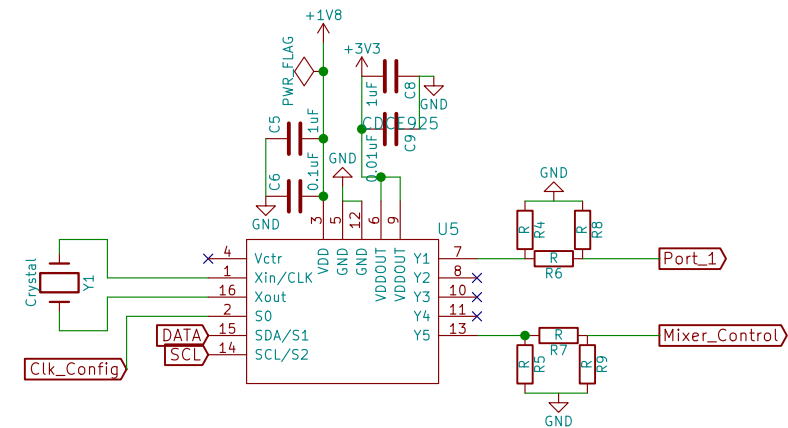 +1V8
PWR_FLAG
+3V3
1uF
C8
GND
C5
1uF
CDCE925
C9
0.01uF
C6
0.1uF
GND
GND
GND
3
5
12
6
9
U5
R
R4
R
R8
R
R6
VDD
GND
GND
VDDOUT
VDDOUT
4 Vctr
1 Xin/CLK
16 Xout
2 S0
15 SDA/S1
14 SCL/S2
Y1 7
Y2 8
Y3 10
Y4 11
Y5 13
Crystal
Y1
DATA
SCL
Clk_Config
Port_1
Mixer_Control
R
R7
R
R5
R
R9
GND